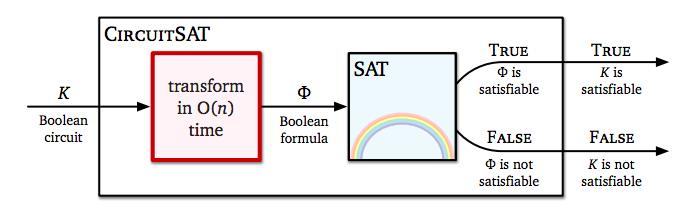 CIRCUITSAT
K
Boolean
circuit
transform
in O(n)
time
Φ
Boolean
formula
SAT
TRUE
Φ is
satisfiable
TRUE
K is
satisfiable
FALSE
Φ is not
satisfiable
FALSE
K is not
satisfiable